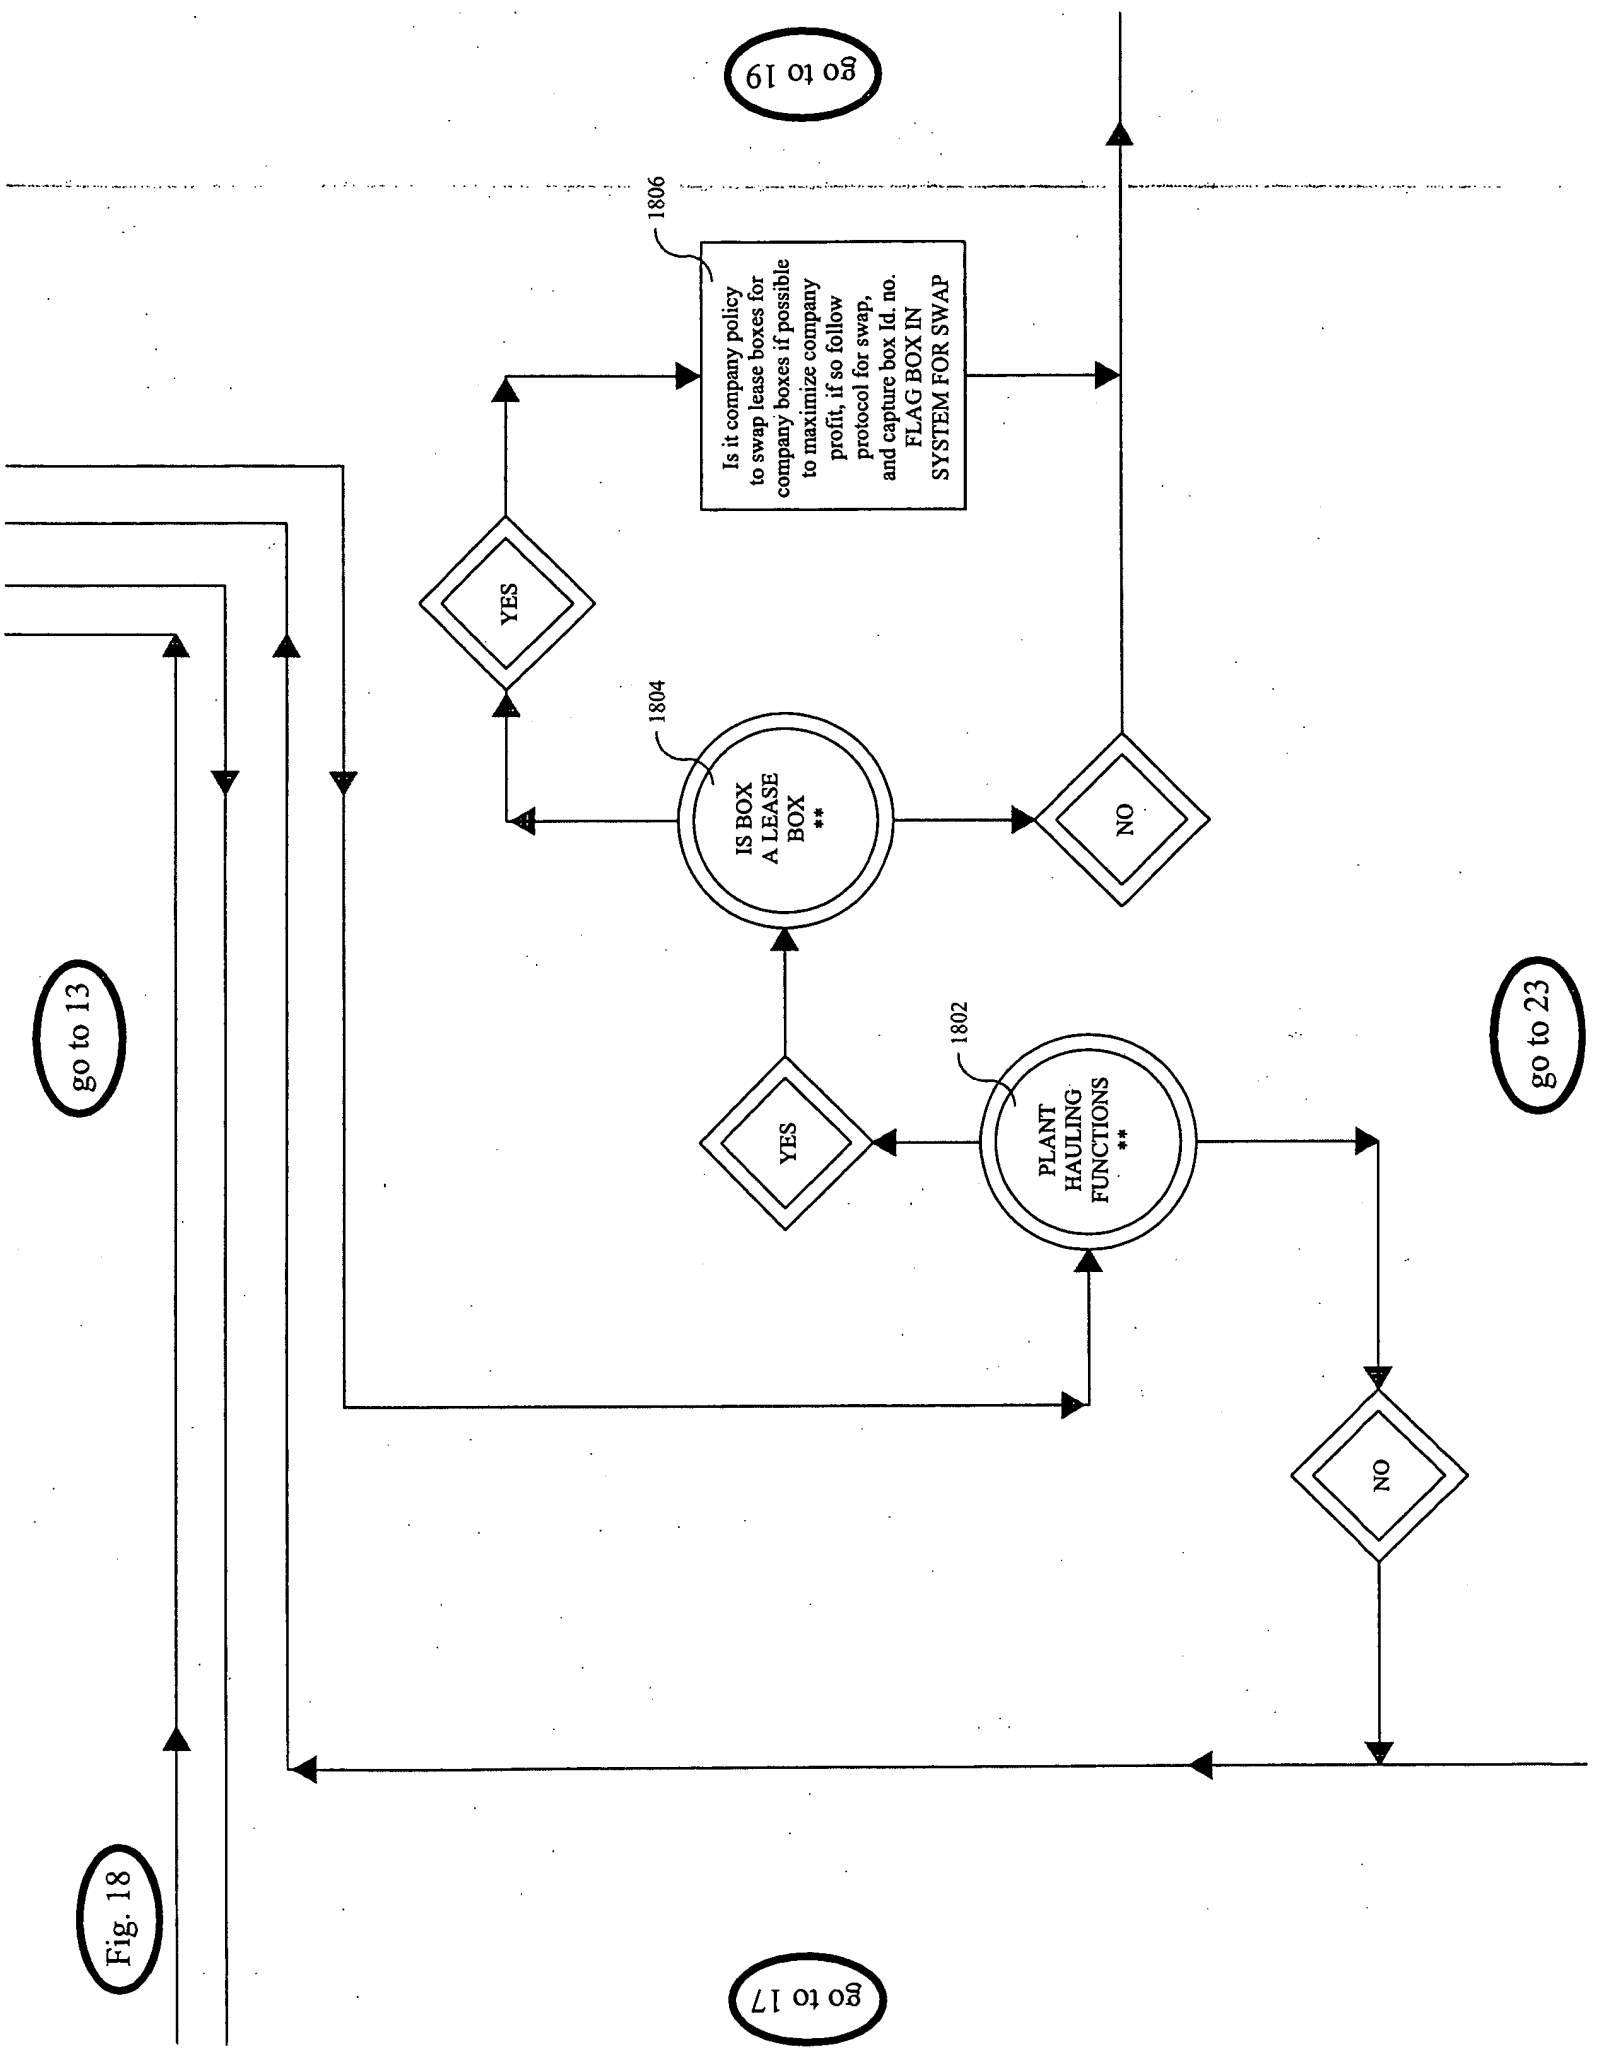 Fig. 18
go to 13
go to 17
go to 19
go to 23
1802
PLANT
HAULING
FUNCTIONS
**
YES
NO
1804
IS BOX
A LEASE
BOX
**
YES
NO
1806
Is it company policy
to swap lease boxes for
company boxes if possible
to maximize company
profit, if so follow
protocol for swap,
and capture box Id. no.
FLAG BOX IN
SYSTEM FOR SWAP